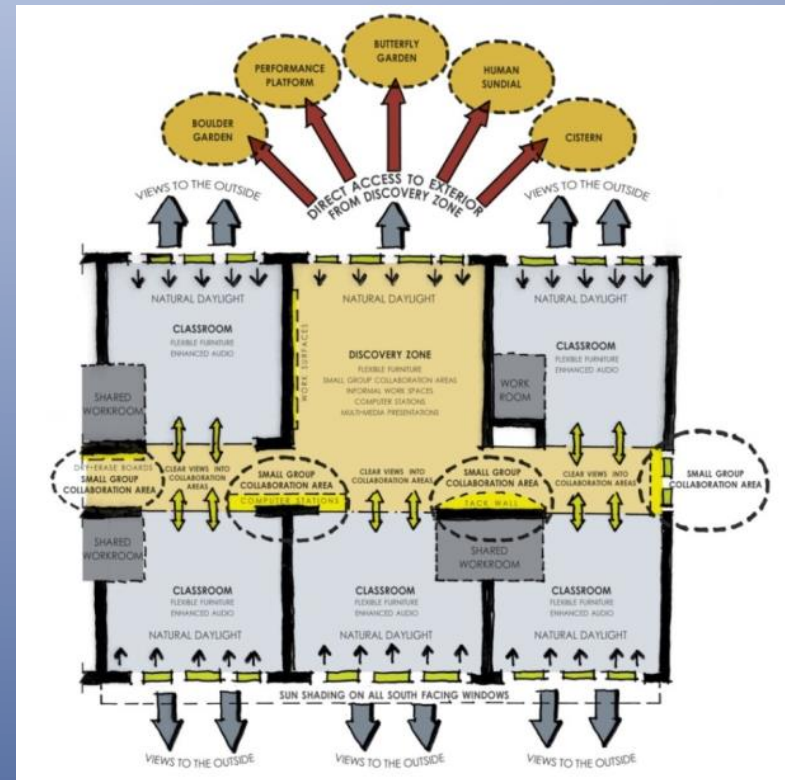 BUTTERFLY
GARDEN
PERFORMANCE
PLATFORM
HUMAN
SUNDIAL
BOULDER
GARDEN
CISTERN
DIRECT ACCESS TO EXTERIOR
FROM DISCOVERY ZONE
VIEWS TO THE OUTSIDE
VIEWS TO THE OUTSIDE
NATURAL DAYLIGHT
CLASSROOM
FLEXIBLE FURNITURE
ENHANCED AUDIO
NATURAL DAYLIGHT
WORK SURFACES
DISCOVERY ZONE
FLEXIBLE FURNITURE
SMALL GROUP COLLABORATION AREAS
INFORMAL WORK SPACES
COMPUTER STATIONS
MULTI-MEDIA PRESENTATIONS
NATURAL DAYLIGHT
CLASSROOM
FLEXIBLE FURNITURE
ENHANCED AUDIO
SHARED
WORKROOM
WORK
ROOM
DRY-ERASE BOARDS
SMALL GROUP
COLLABORATION AREA
CLEAR VIEWS INTO
COLLABORATION
AREAS
SMALL GROUP
COLLABORATION AREA
COMPUTER STATIONS
CLEAR VIEWS INTO
COLLABORATION
AREAS
SMALL GROUP
COLLABORATION AREA
TACK WALL
CLEAR VIEWS INTO
COLLABORATION
AREAS
SMALL GROUP
COLLABORATION AREA
SHARED
WORKROOM
SHARED
WORKROOM
CLASSROOM
FLEXIBLE FURNITURE
ENHANCED AUDIO
NATURAL DAYLIGHT
CLASSROOM
FLEXIBLE FURNITURE
ENHANCED AUDIO
NATURAL DAYLIGHT
CLASSROOM
FLEXIBLE FURNITURE
ENHANCED AUDIO
NATURAL DAYLIGHT
SUN SHADING ON ALL SOUTH FACING WINDOWS
VIEWS TO THE OUTSIDE
VIEWS TO THE OUTSIDE
VIEWS TO THE OUTSIDE